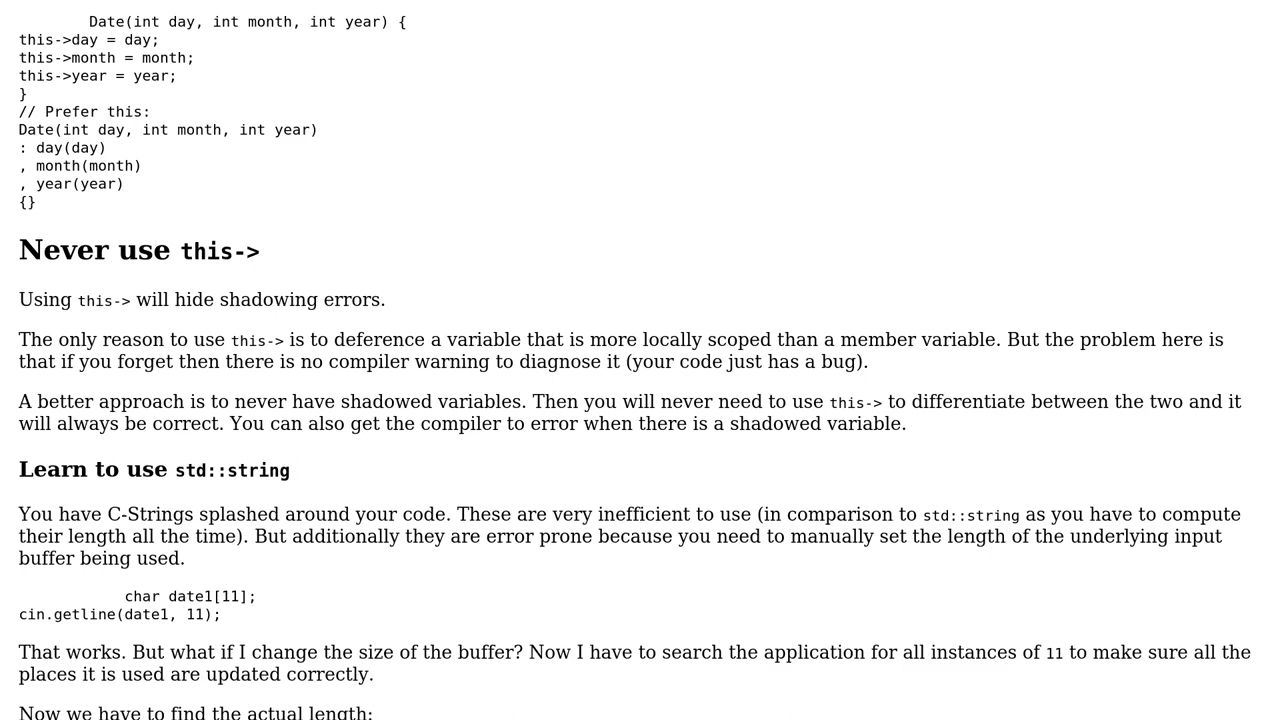 Date(int day, int month, int year) {
this->day = day;
this->month = month;
this->year = year;
}
// Prefer this:
Date(int day, int month, int year)
: day(day)
, month(month)
, year(year)
{}
Never use this->
Using this-> will hide shadowing errors.
The only reason to use this-> is to deference a variable that is more locally scoped than a member variable. But the problem here is
that if you forget then there is no compiler warning to diagnose it (your code just has a bug).
A better approach is to never have shadowed variables. Then you will never need to use this-> to differentiate between the two and it
will always be correct. You can also get the compiler to error when there is a shadowed variable.
Learn to use std::string
You have C-Strings splashed around your code. These are very inefficient to use (in comparison to std::string as you have to compute
their length all the time). But additionally they are error prone because you need to manually set the length of the underlying input
buffer being used.
char date1[11];
cin.getline(date1, 11);
That works. But what if I change the size of the buffer? Now I have to search the application for all instances of 11 to make sure all the
places it is used are updated correctly.
Now we have to find the actual length: